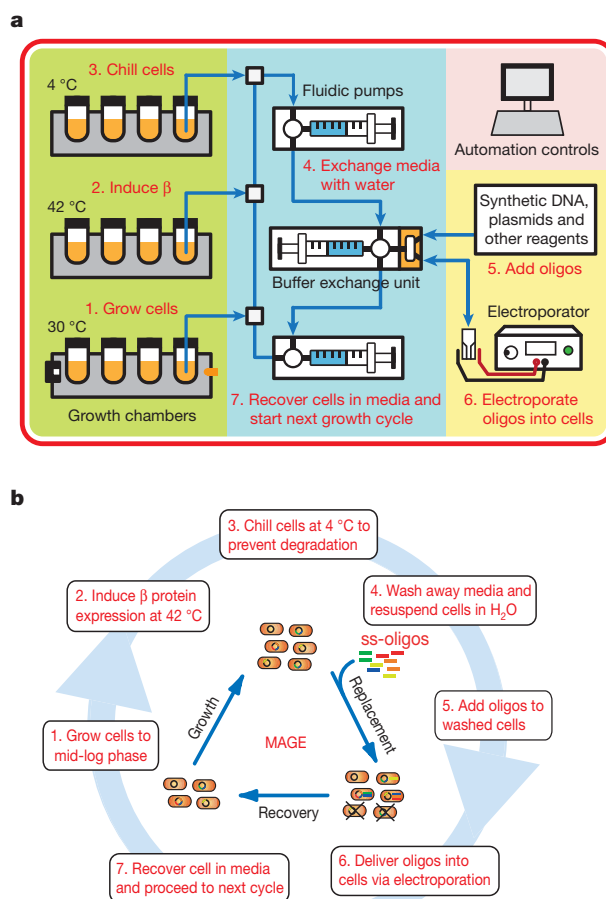 a
3. Chill cells
4 °C
2. Induce β
42 °C
1. Grow cells
30 °C
Growth chambers
Fluidic pumps
4. Exchange media
with water
Buffer exchange unit
7. Recover cells in media and
start next growth cycle
Automation controls
Synthetic DNA,
plasmids and
other reagents
5. Add oligos
Electroporator
6. Electroporate
oligos into cells
b
3. Chill cells at 4 °C to
prevent degradation
2. Induce β protein
expression at 42 °C
4. Wash away media and
resuspend cells in H₂O
ss-oligos
Growth
Replacement
MAGE
1. Grow cells to
mid-log phase
5. Add oligos to
washed cells
Recovery
7. Recover cell in media
and proceed to next cycle
6. Deliver oligos into
cells via electroporation